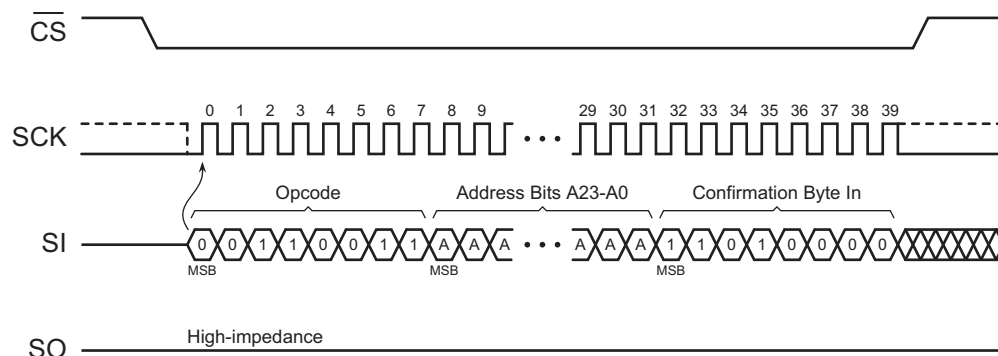 CS
0 1 2 3 4 5 6 7 8 9 29 30 31 32 33 34 35 36 37 38 39
SCK
Opcode Address Bits A23-A0 Confirmation Byte In
SI 0 0 1 1 0 0 1 1 A A A A A A 1 1 0 1 0 0 0 0
MSB MSB MSB
High-impedance
SO